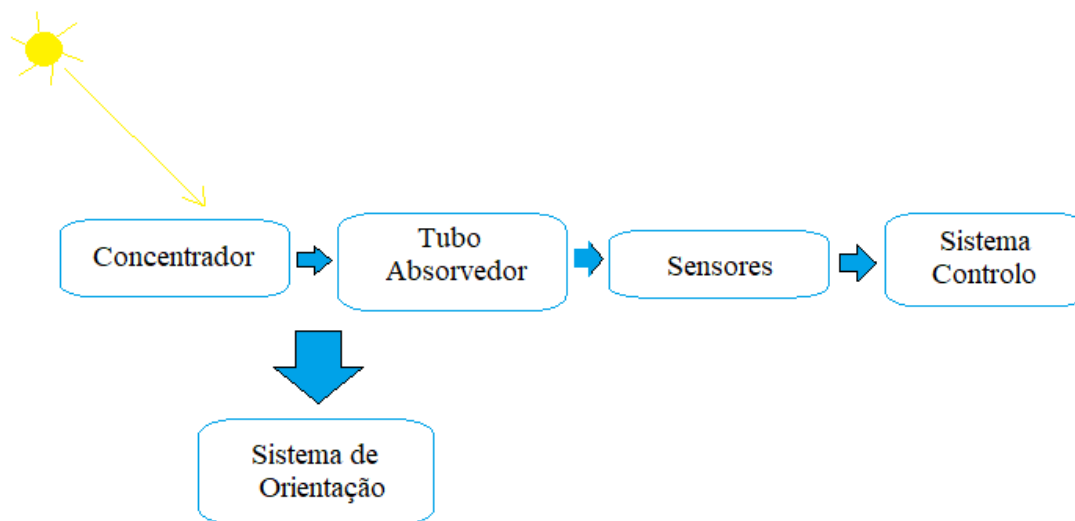 Concentrador
Tubo
Absorvedor
Sensores
Sistema
Controlo
Sistema de
Orientação